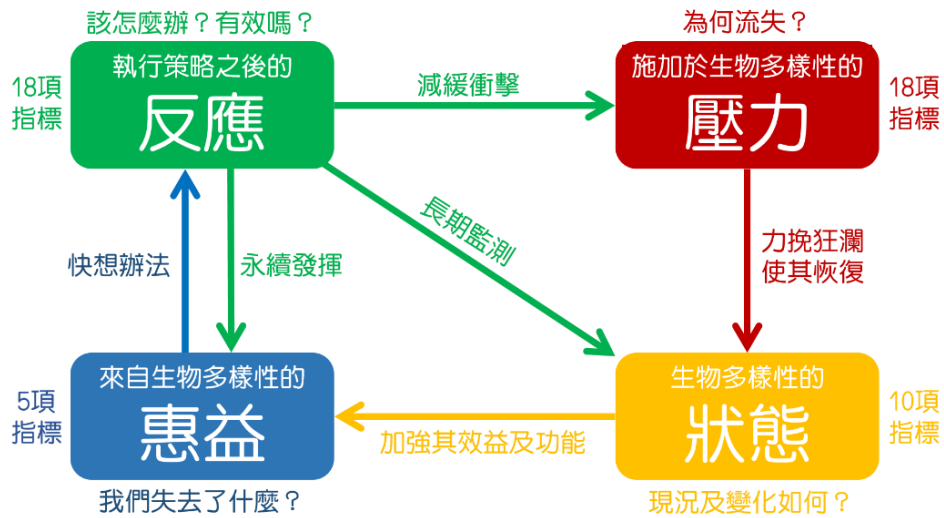 該怎麼辦？有效嗎？
執行策略之後的
反應
18項
指標
減緩衝擊
為何流失？
施加於生物多樣性的
壓力
18項
指標
快想辦法
永續發揮
長期監測
力挽狂瀾
使其恢復
來自生物多樣性的
惠益
5項
指標
我們失去了什麼？
加強其效益及功能
生物多樣性的
狀態
10項
指標
現況及變化如何？